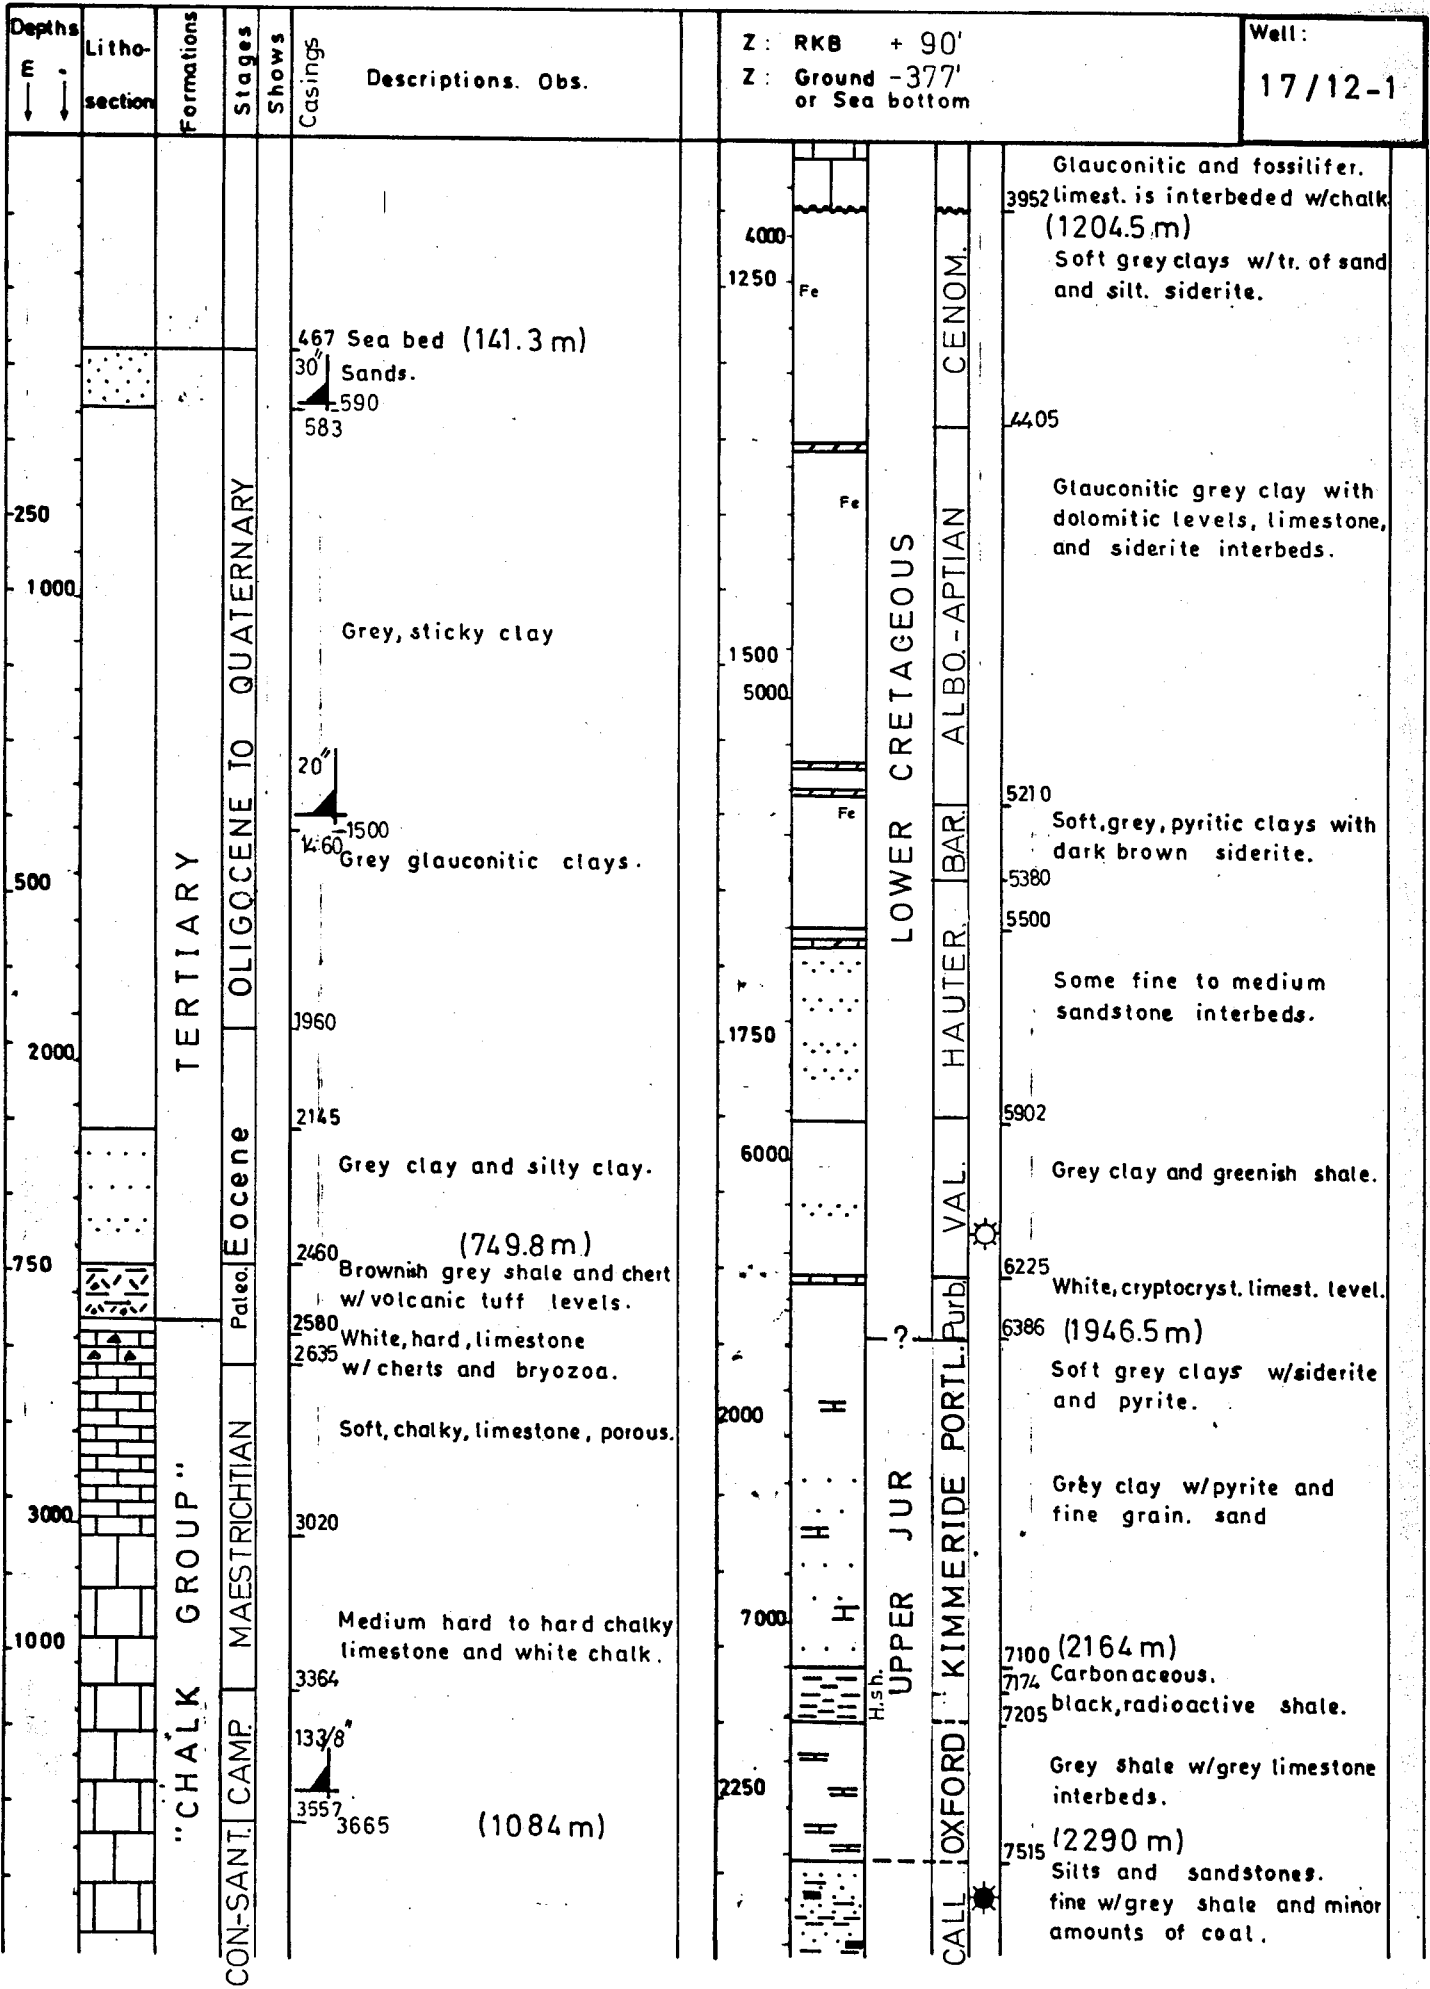 Depths
m
Litho-
section
Formations
Stages
Shows
Casings
Descriptions. Obs.
Z : RKB + 90'
Z : Ground -377'
or Sea bottom
Well:
17/12-1
467 Sea bed (141.3 m)
30"
Sands.
590
583
250
1000
Grey, sticky clay
20"
1500
1460
Grey glauconitic clays.
500
1960
2000
2145
Grey clay and silty clay.
(749.8 m)
2460
750
Brownish grey shale and chert
w/volcanic tuff levels.
2580
White, hard, limestone
2635
w/cherts and bryozoa.
Soft, chalky, limestone, porous.
3000
3020
Medium hard to hard chalky
1000
limestone and white chalk.
3364
13 3/8"
3557
3665
(1084 m)
TERTIARY
"CHALK GROUP"
OLIGOCENE TO QUATERNARY
Eocene
Paleo.
MAESTRICHTIAN
CAMP.
CON-SANT.
Glauconitic and fossilifer.
3952 limest. is interbeded w/chalk
(1204.5 m)
4000
Soft grey clays w/tr. of sand
1250
and silt. siderite.
Fe
4405
Glauconitic grey clay with
Fe
dolomitic levels, limestone,
and siderite interbeds.
1500
5000
5210
Fe
Soft, grey, pyritic clays with
dark brown siderite.
5380
5500
Some fine to medium
sandstone interbeds.
1750
5902
6000
Grey clay and greenish shale.
6225
White, cryptocryst. limest. level.
?
6386 (1946.5 m)
Soft grey clays w/siderite
and pyrite.
2000
Grey clay w/pyrite and
fine grain. sand
7000
7100 (2164 m)
7174
Carbonaceous.
black, radioactive shale.
7205
H.sh.
Grey shale w/grey limestone
2250
interbeds.
7515 (2290 m)
Silts and sandstones.
fine w/grey shale and minor
amounts of coal.
LOWER CRETAGEOUS
UPPER JUR
CENOM.
ALBO.-APTIAN
BAR.
HAUTER.
VAL.
Purb.
PORTL.
KIMMERIDE
OXFORD
CALL